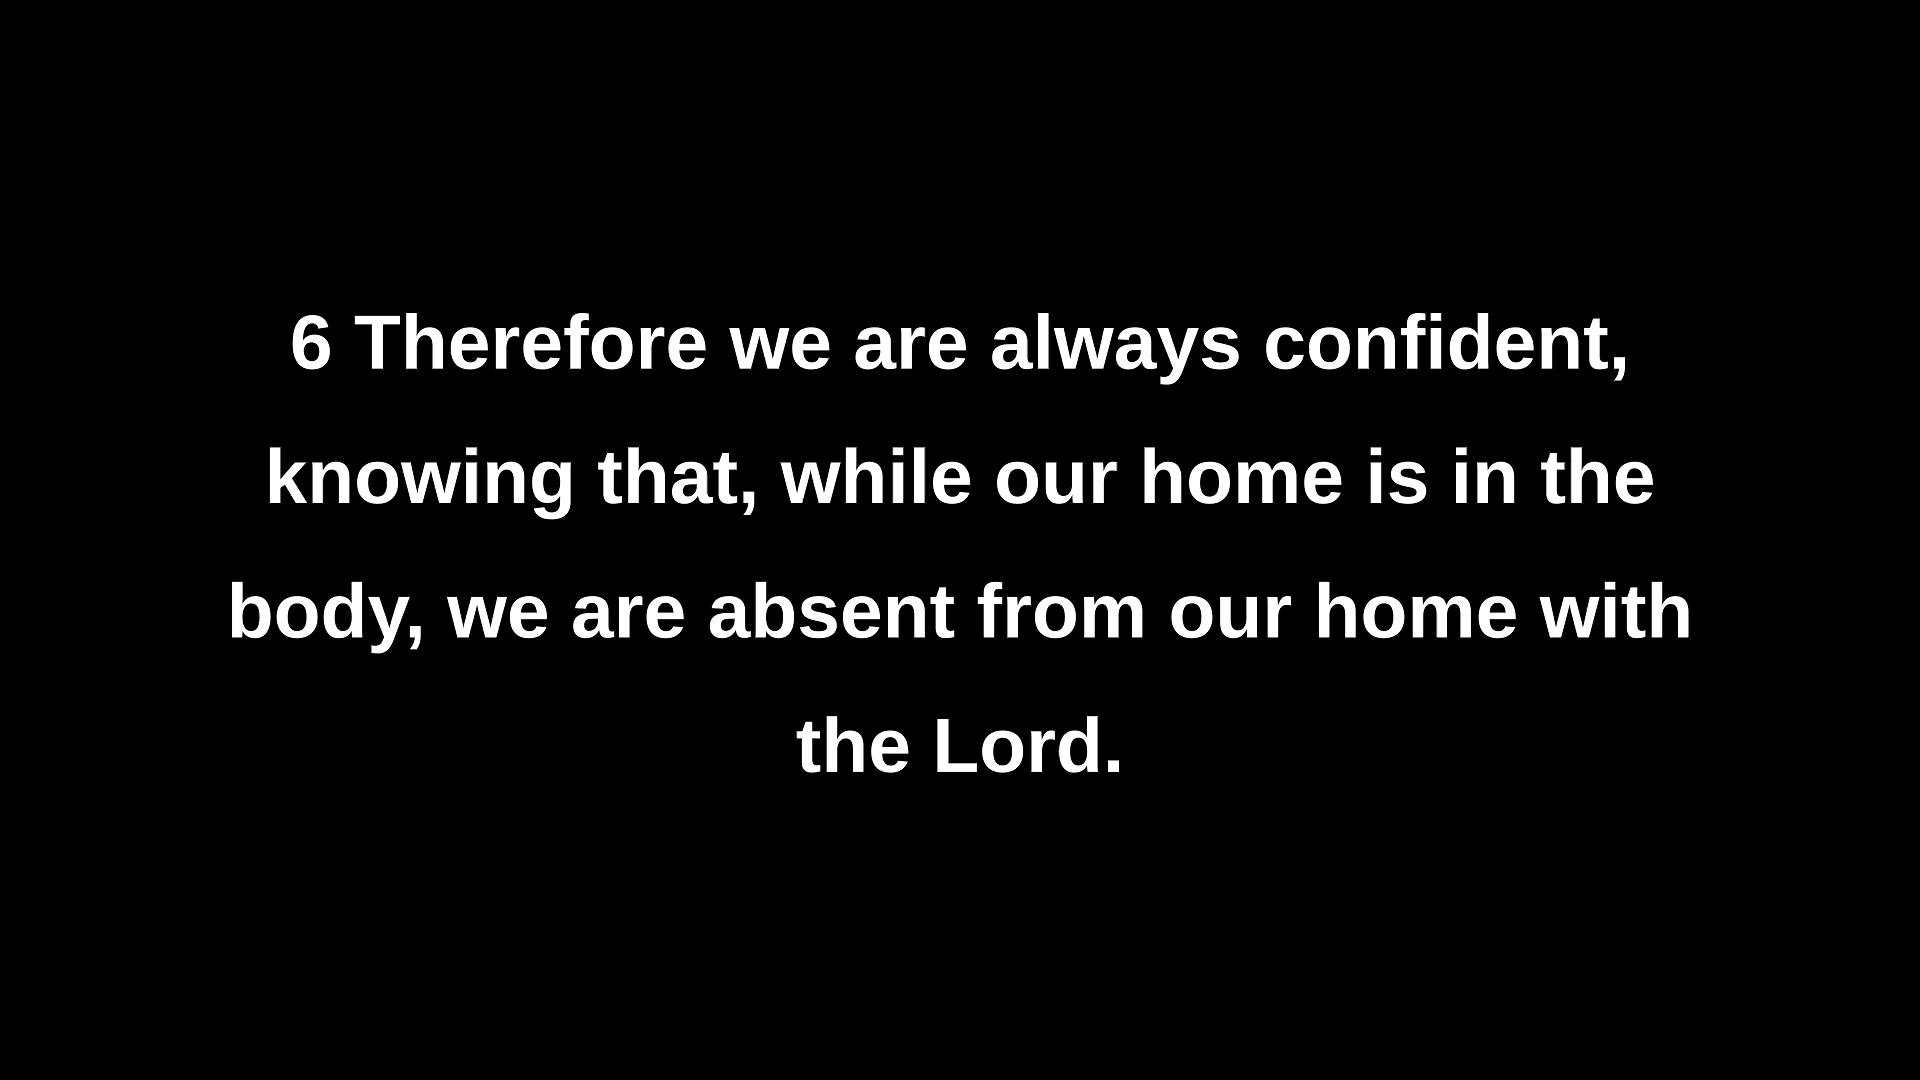 6 Therefore we are always confident,
knowing that, while our home is in the
body, we are absent from our home with
the Lord.